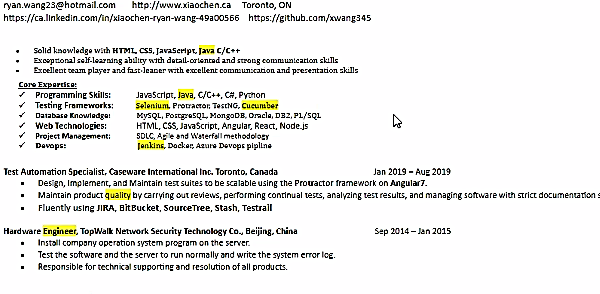 ryan.wang23@hotmail.com http://www.xiaochen.ca Toronto, ON
https://ca.linkedin.com/in/xiaochen-ryan-wang-49a00566 https://github.com/xwang345
• Solid knowledge with HTML, CSS, JavaScript, Java C/C++
• Exceptional self-learning ability with detail-oriented and strong communication skills
• Excellent team player and fast-leaner with excellent communication and presentation skills
Core Expertise:
✓ Programming Skills: JavaScript, Java, C/C++, C#, Python
✓ Testing Frameworks: Selenium, Protractor, TestNG, Cucumber
✓ Database Knowledge: MySQL, PostgreSQL, MongoDB, Oracle, DB2, PL/SQL
✓ Web Technologies: HTML, CSS, JavaScript, Angular, React, Node.js
✓ Project Management: SDLC, Agile and Waterfall methodology
✓ Devops: Jenkins, Docker, Azure Devops pipline
Test Automation Specialist, Caseware International Inc. Toronto, Canada Jan 2019 – Aug 2019
• Design, Implement, and Maintain test suites to be scalable using the Protractor framework on Angular7.
• Maintain product quality by carrying out reviews, performing continual tests, analyzing test results, and managing software with strict documentation s
• Fluently using JIRA, BitBucket, SourceTree, Stash, Testrail
Hardware Engineer, TopWalk Network Security Technology Co., Beijing, China Sep 2014 – Jan 2015
• Install company operation system program on the server.
• Test the software and the server to run normally and write the system error log.
• Responsible for technical supporting and resolution of all products.